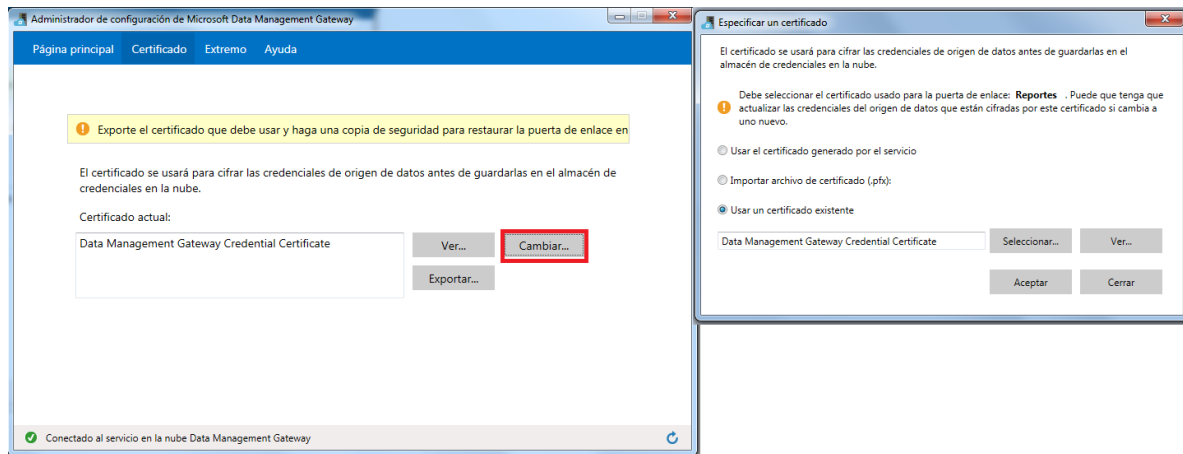 Administrador de configuración de Microsoft Data Management Gateway
Página principal Certificado Extremo Ayuda
Exporte el certificado que debe usar y haga una copia de seguridad para restaurar la puerta de enlace en
El certificado se usará para cifrar las credenciales de origen de datos antes de guardarlas en el almacén de
credenciales en la nube.
Certificado actual:
Data Management Gateway Credential Certificate
Ver...
Cambiar...
Exportar...
Conectado al servicio en la nube Data Management Gateway
Especificar un certificado
El certificado se usará para cifrar las credenciales de origen de datos antes de guardarlas en el
almacén de credenciales en la nube.
Debe seleccionar el certificado usado para la puerta de enlace: Reportes . Puede que tenga que
actualizar las credenciales del origen de datos que están cifradas por este certificado si cambia a
uno nuevo.
Usar el certificado generado por el servicio
Importar archivo de certificado (.pfx):
Usar un certificado existente
Data Management Gateway Credential Certificate
Seleccionar...
Ver...
Aceptar
Cerrar